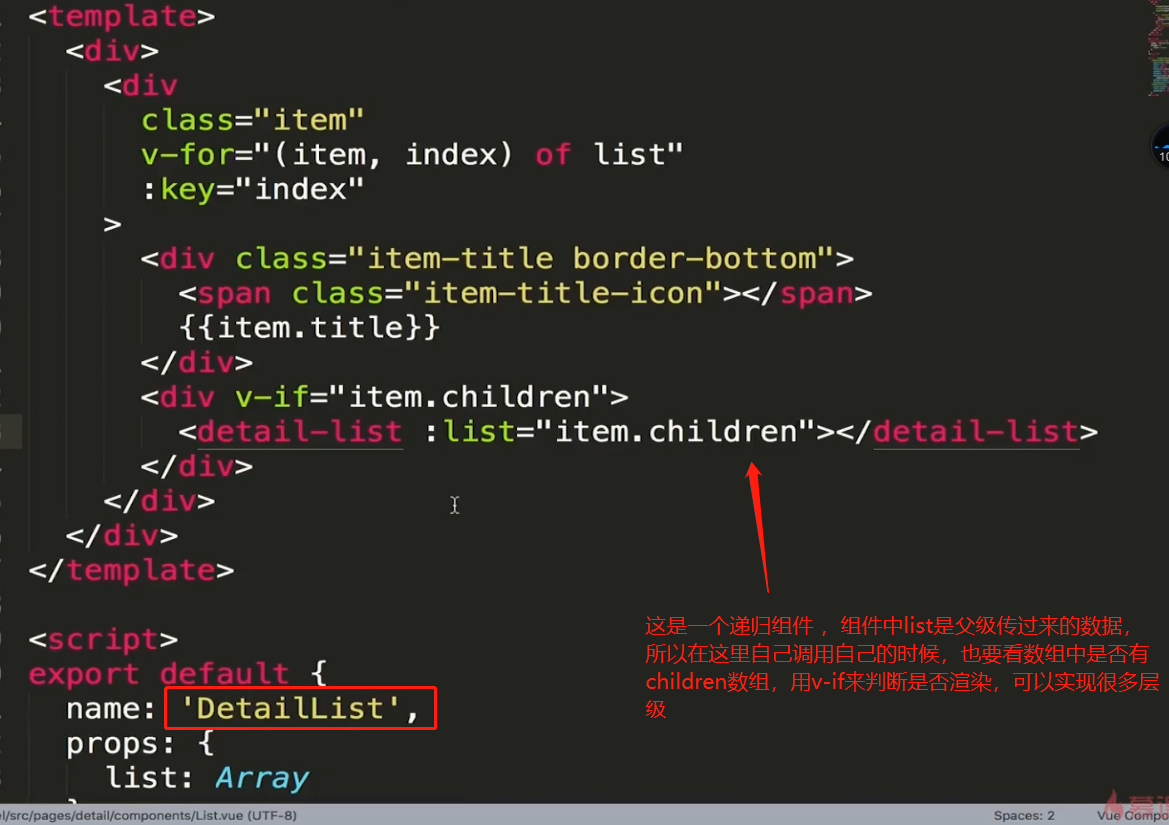 <template>
<div>
<div
class="item"
v-for="(item, index) of list"
:key="index"
>
<div class="item-title border-bottom">
<span class="item-title-icon"></span>
{{item.title}}
</div>
<div v-if="item.children">
<detail-list :list="item.children"></detail-list>
</div>
</div>
</div>
</template>
<script>
export default {
name: 'DetailList',
props: {
list: Array
这是一个递归组件 ，组件中list是父级传过来的数据，
所以在这里自己调用自己的时候，也要看数组中是否有
children数组，用v-if来判断是否渲染，可以实现很多层
级
el/src/pages/detail/components/List.vue (UTF-8)
Spaces: 2
Vue Compo
10